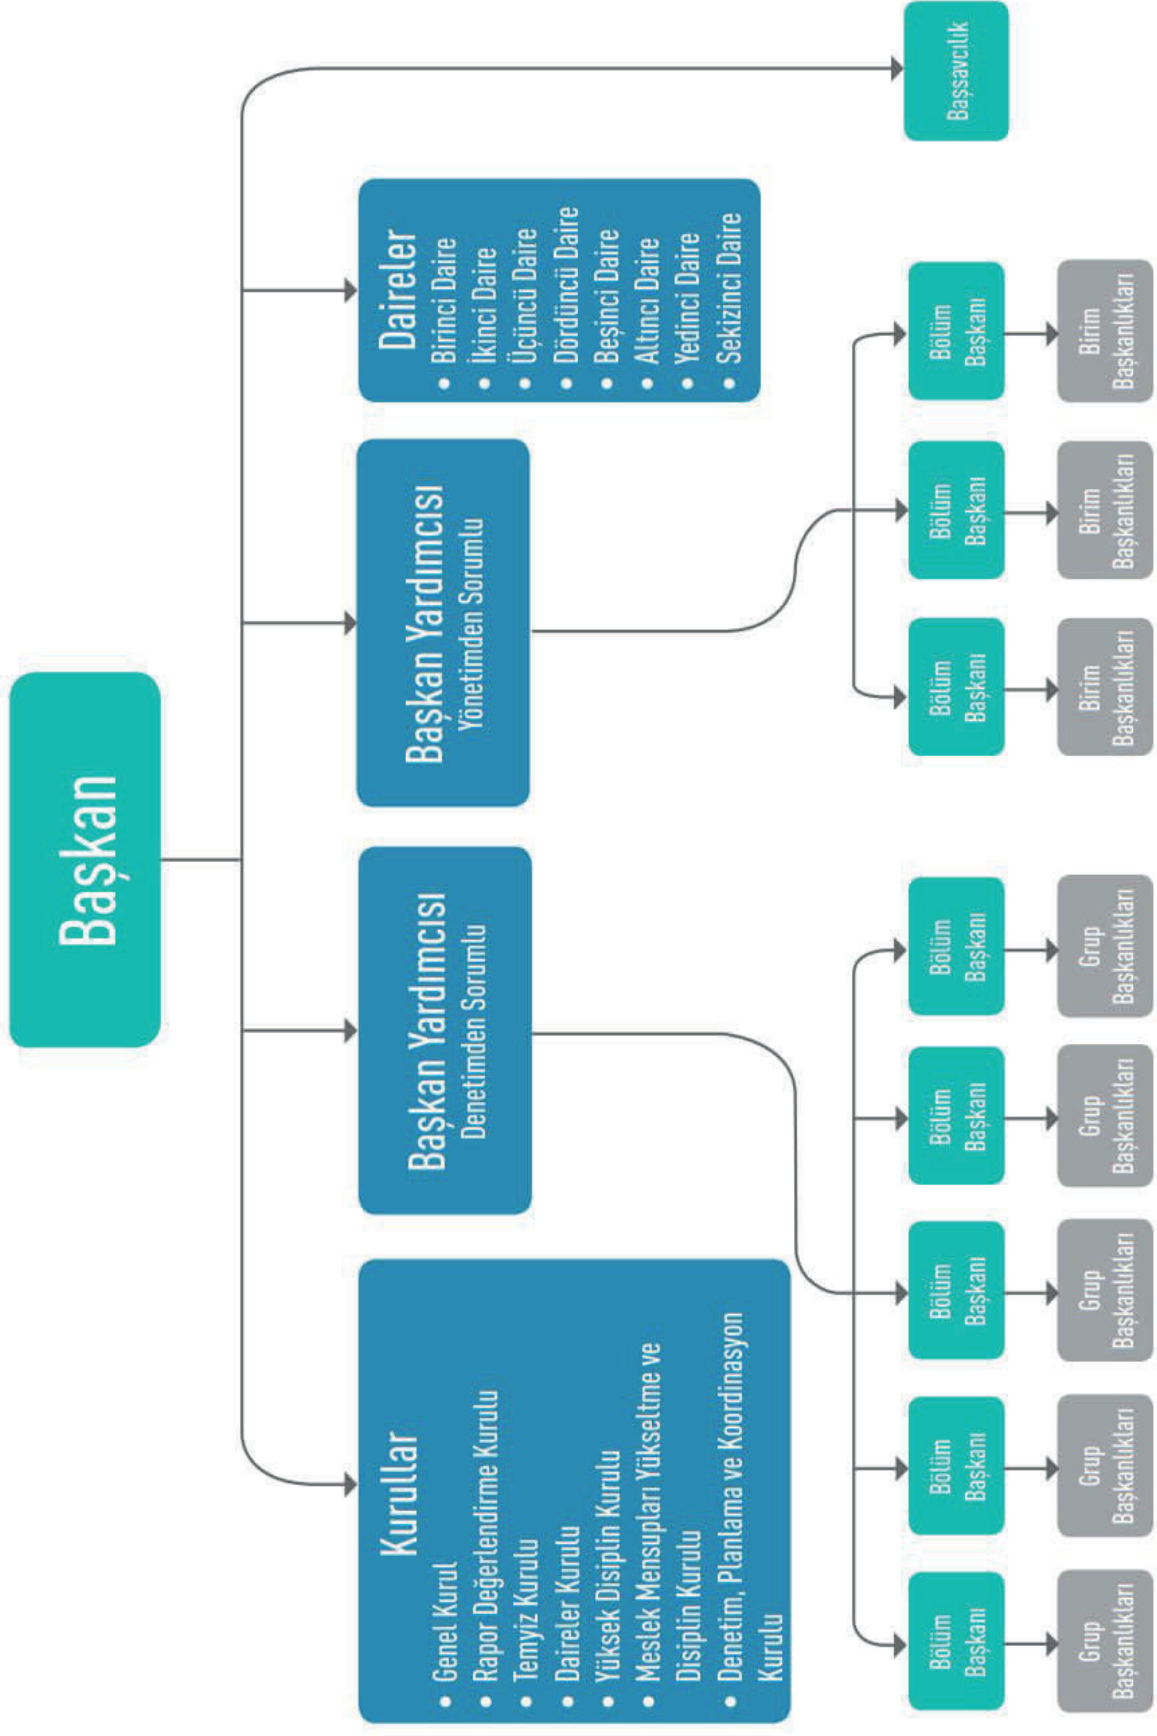 Başkan
Kurullar
• Genel Kurul
• Rapor Değerlendirme Kurulu
• Temyiz Kurulu
• Daireler Kurulu
• Yüksek Disiplin Kurulu
• Meslek Mensupları Yükseltme ve
Disiplin Kurulu
• Denetim, Planlama ve Koordinasyon
Kurulu
Başkan Yardımcısı
Denetimden Sorumlu
Başkan Yardımcısı
Yönetimden Sorumlu
Daireler
• Birinci Daire
• İkinci Daire
• Üçüncü Daire
• Dördüncü Daire
• Beşinci Daire
• Altıncı Daire
• Yedinci Daire
• Sekizinci Daire
Başsavcılık
Bölüm
Başkanı
Bölüm
Başkanı
Bölüm
Başkanı
Bölüm
Başkanı
Bölüm
Başkanı
Bölüm
Başkanı
Bölüm
Başkanı
Bölüm
Başkanı
Grup
Başkanlıkları
Grup
Başkanlıkları
Grup
Başkanlıkları
Grup
Başkanlıkları
Grup
Başkanlıkları
Birim
Başkanlıkları
Birim
Başkanlıkları
Birim
Başkanlıkları